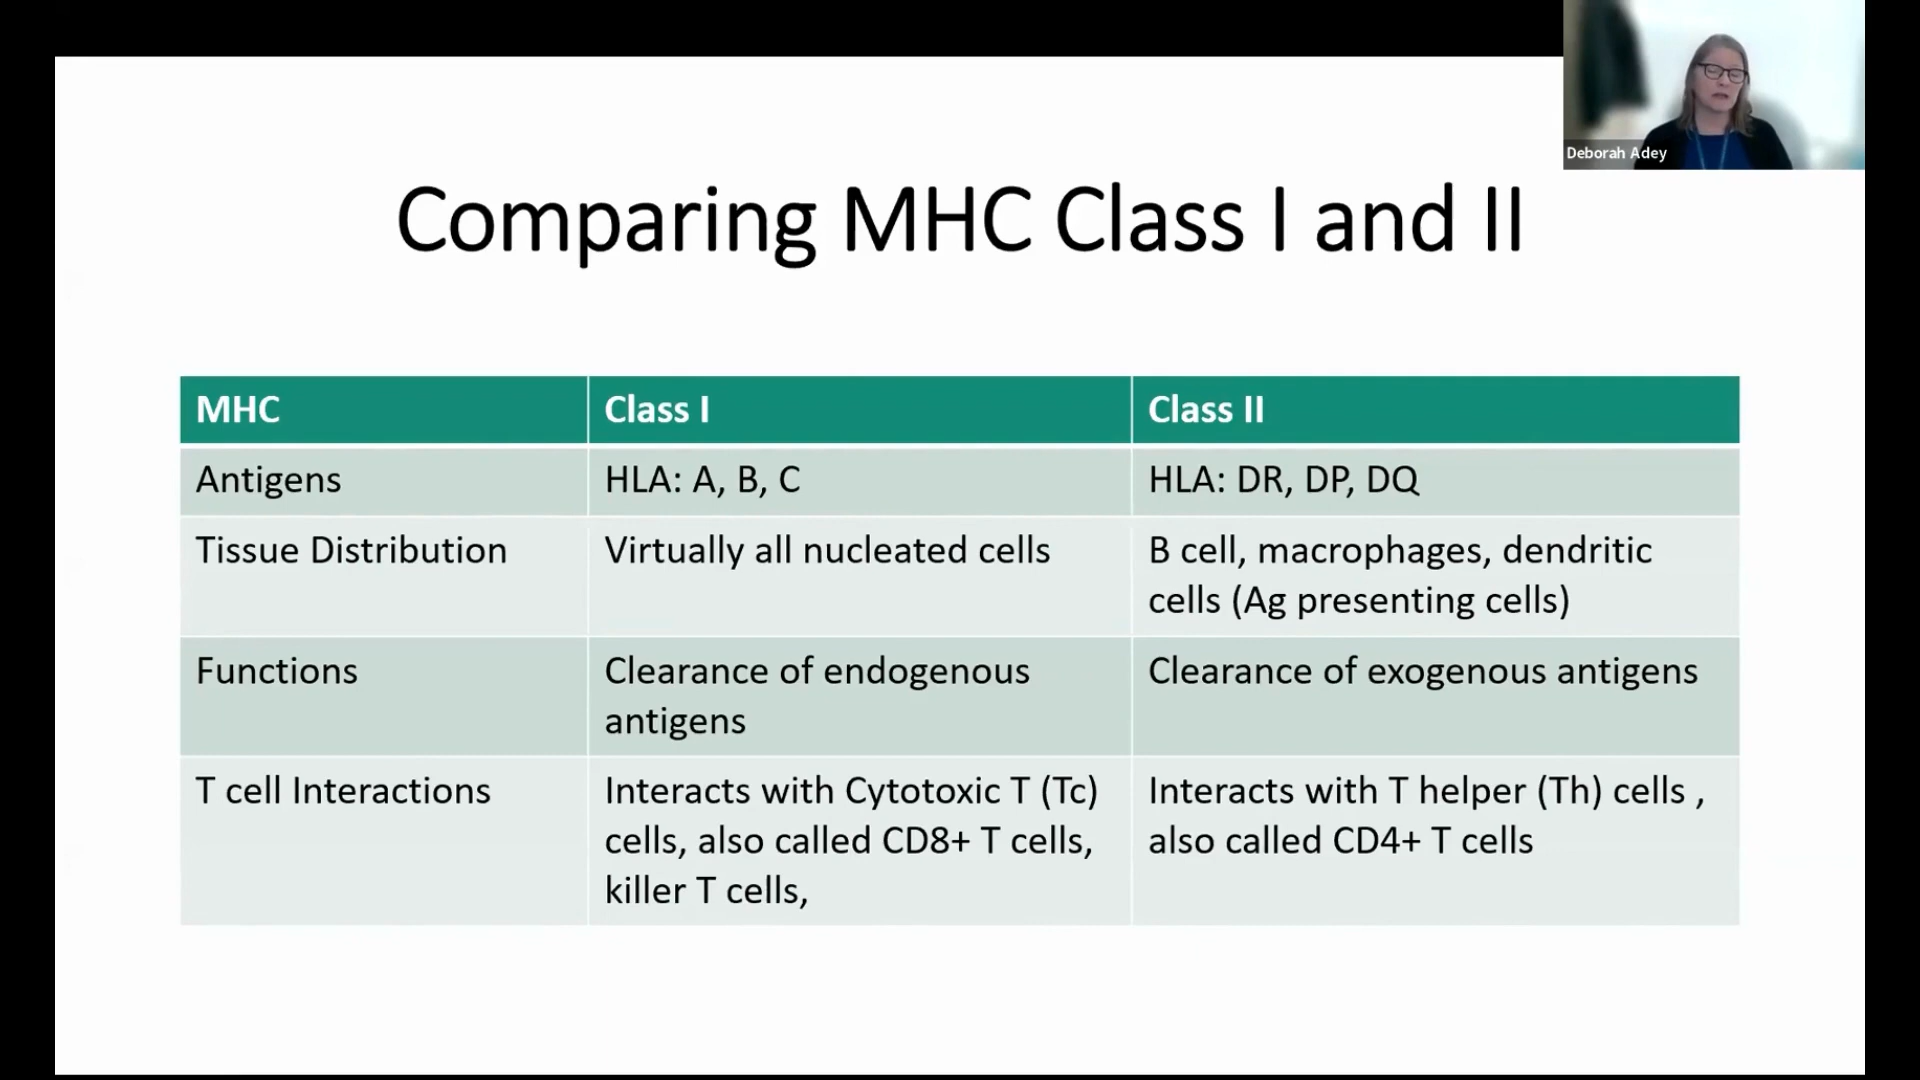 Deborah Adey
Comparing MHC Class I and II
MHC
Class I
Class II
Antigens
HLA: A, B, C
HLA: DR, DP, DQ
Tissue Distribution
Virtually all nucleated cells
B cell, macrophages, dendritic
cells (Ag presenting cells)
Functions
Clearance of endogenous
antigens
Clearance of exogenous antigens
T cell Interactions
Interacts with Cytotoxic T (Tc)
cells, also called CD8+ T cells,
killer T cells,
Interacts with T helper (Th) cells ,
also called CD4+ T cells